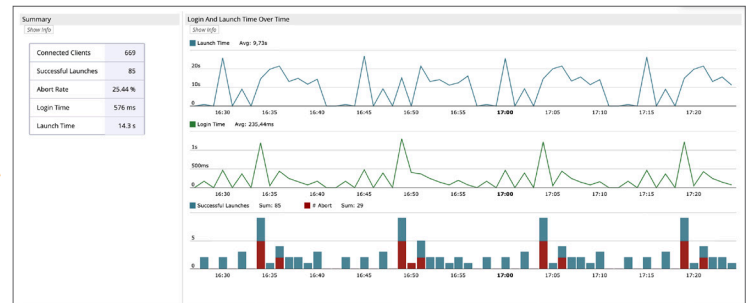 Summary
Show Info
Connected Clients 669
Successful Launches 85
Abort Rate 25.44 %
Login Time 576 ms
Launch Time 14.3 s
Login And Launch Time Over Time
Show Info
Launch Time Avg: 9,73s
20s
10s
0
16:30 16:35 16:40 16:45 16:50 16:55 17:00 17:05 17:10 17:15 17:20
Login Time Avg: 235,44ms
1s
500ms
0
16:30 16:35 16:40 16:45 16:50 16:55 17:00 17:05 17:10 17:15 17:20
Successful Launches Sum: 85 # Abort Sum: 29
5
0
16:30 16:35 16:40 16:45 16:50 16:55 17:00 17:05 17:10 17:15 17:20